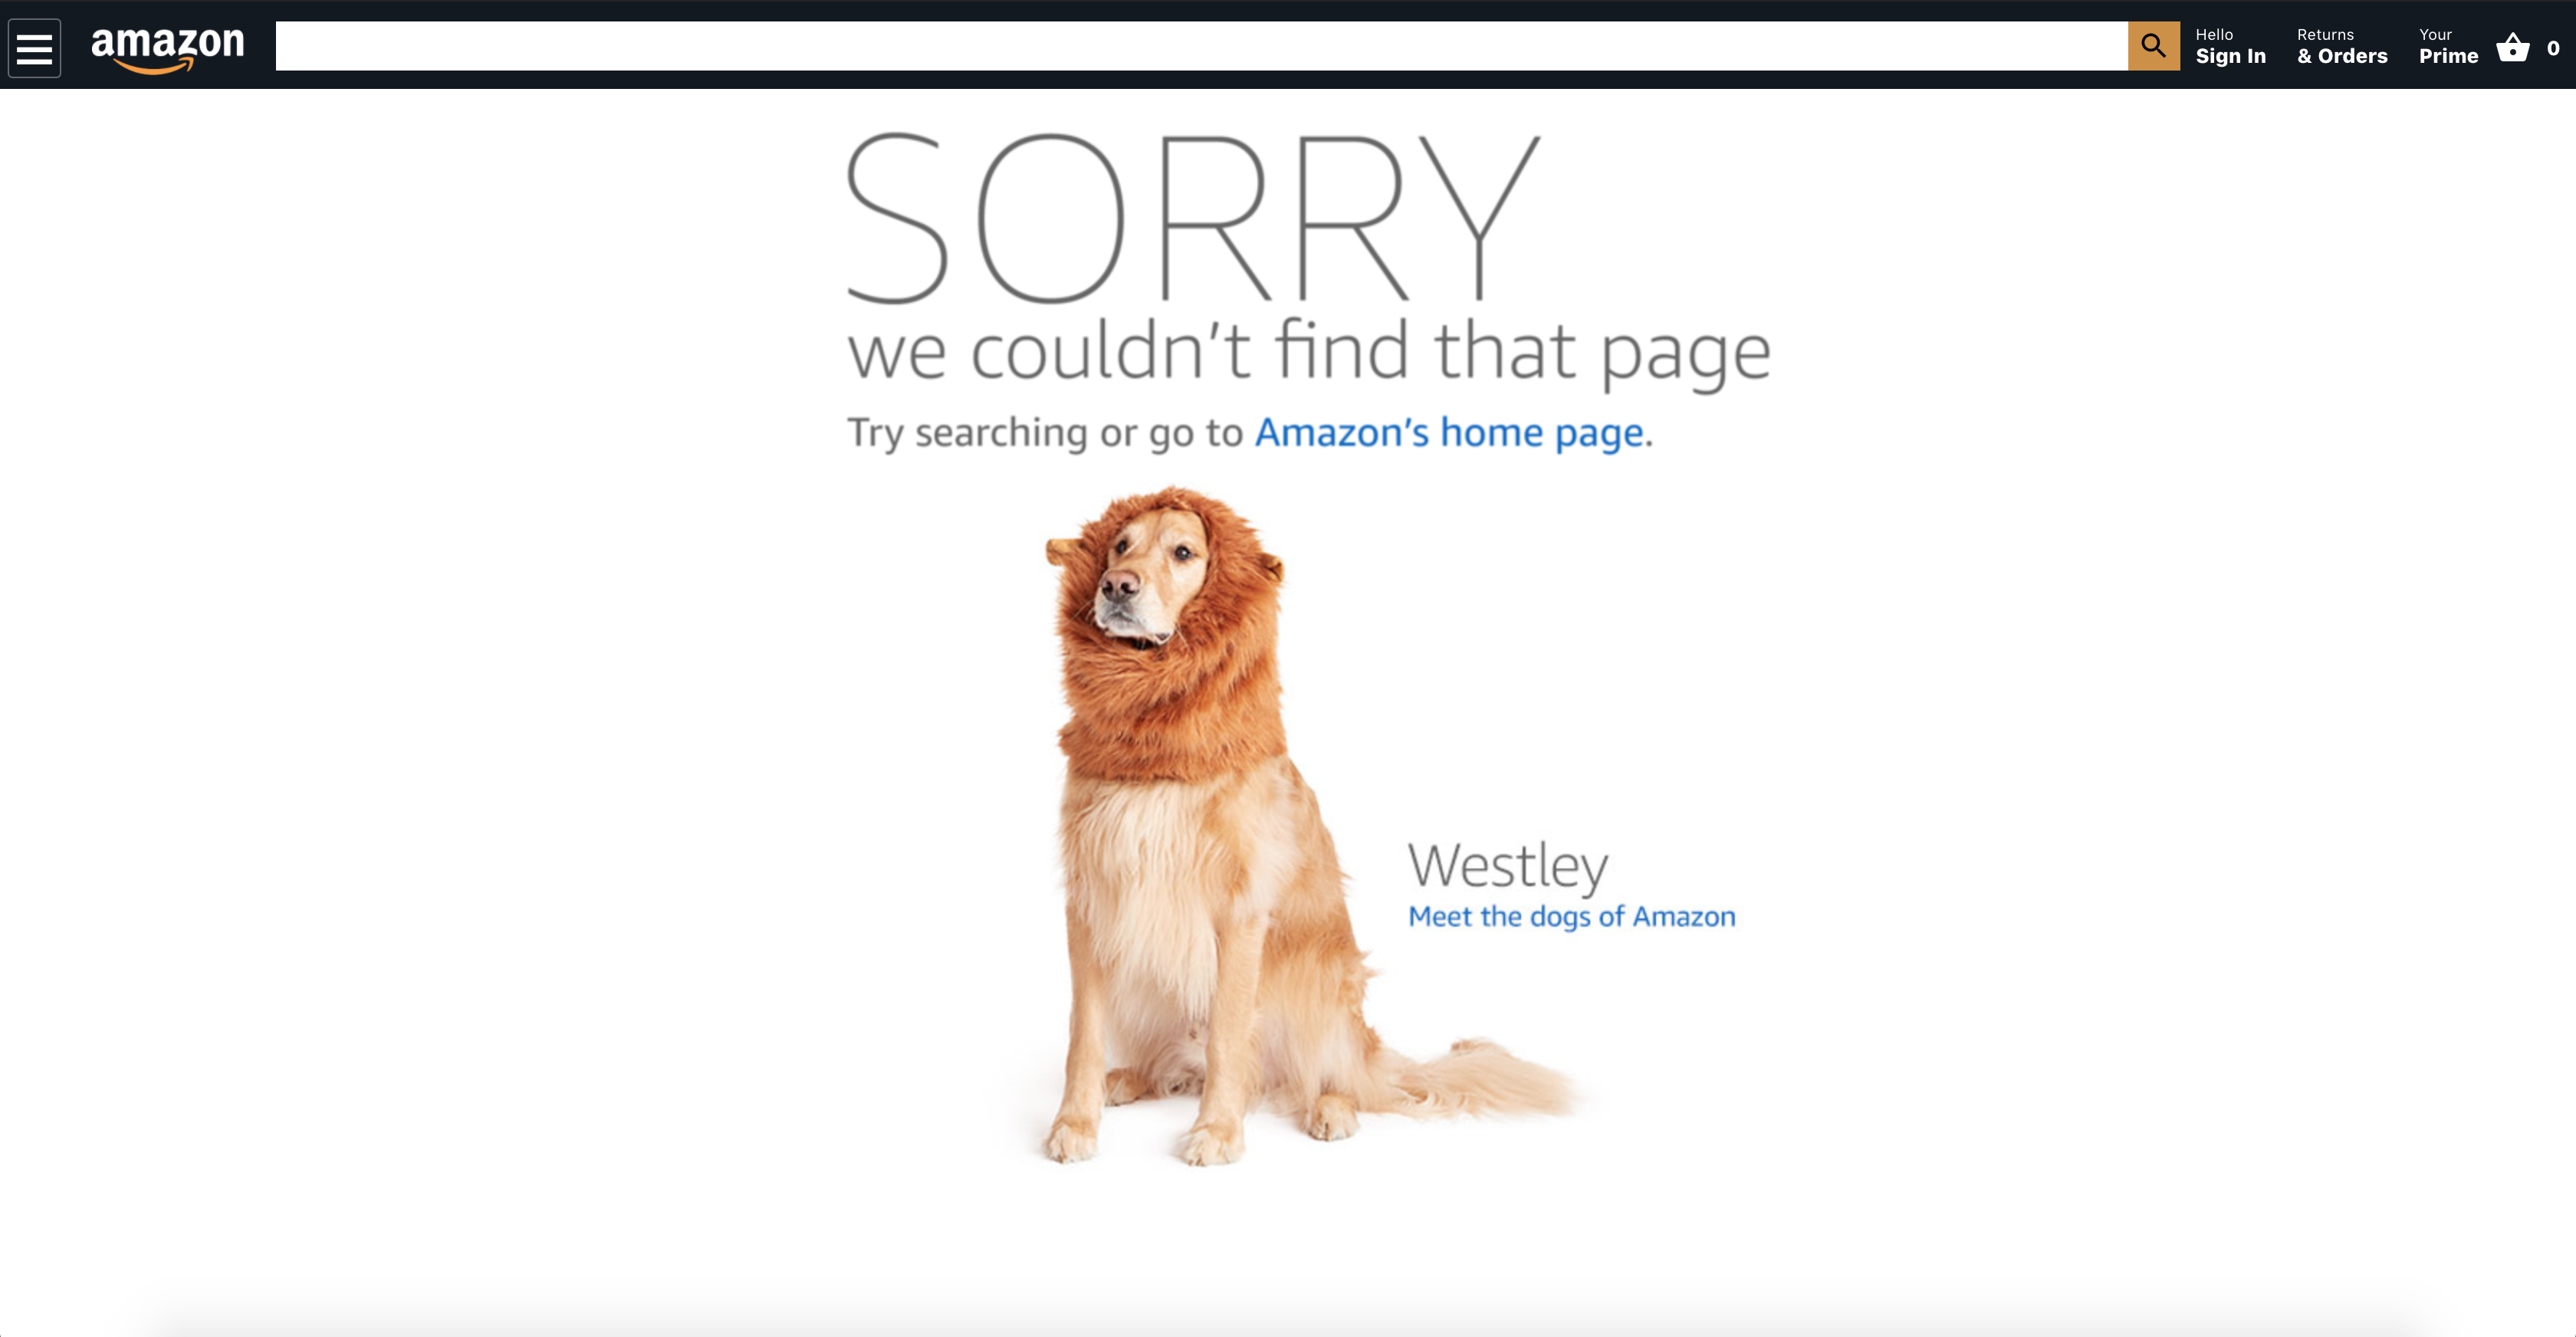 amazon
Hello
Sign In
Returns
& Orders
Your
Prime
0
SORRY
we couldn't find that page
Try searching or go to Amazon's home page.
Westley
Meet the dogs of Amazon